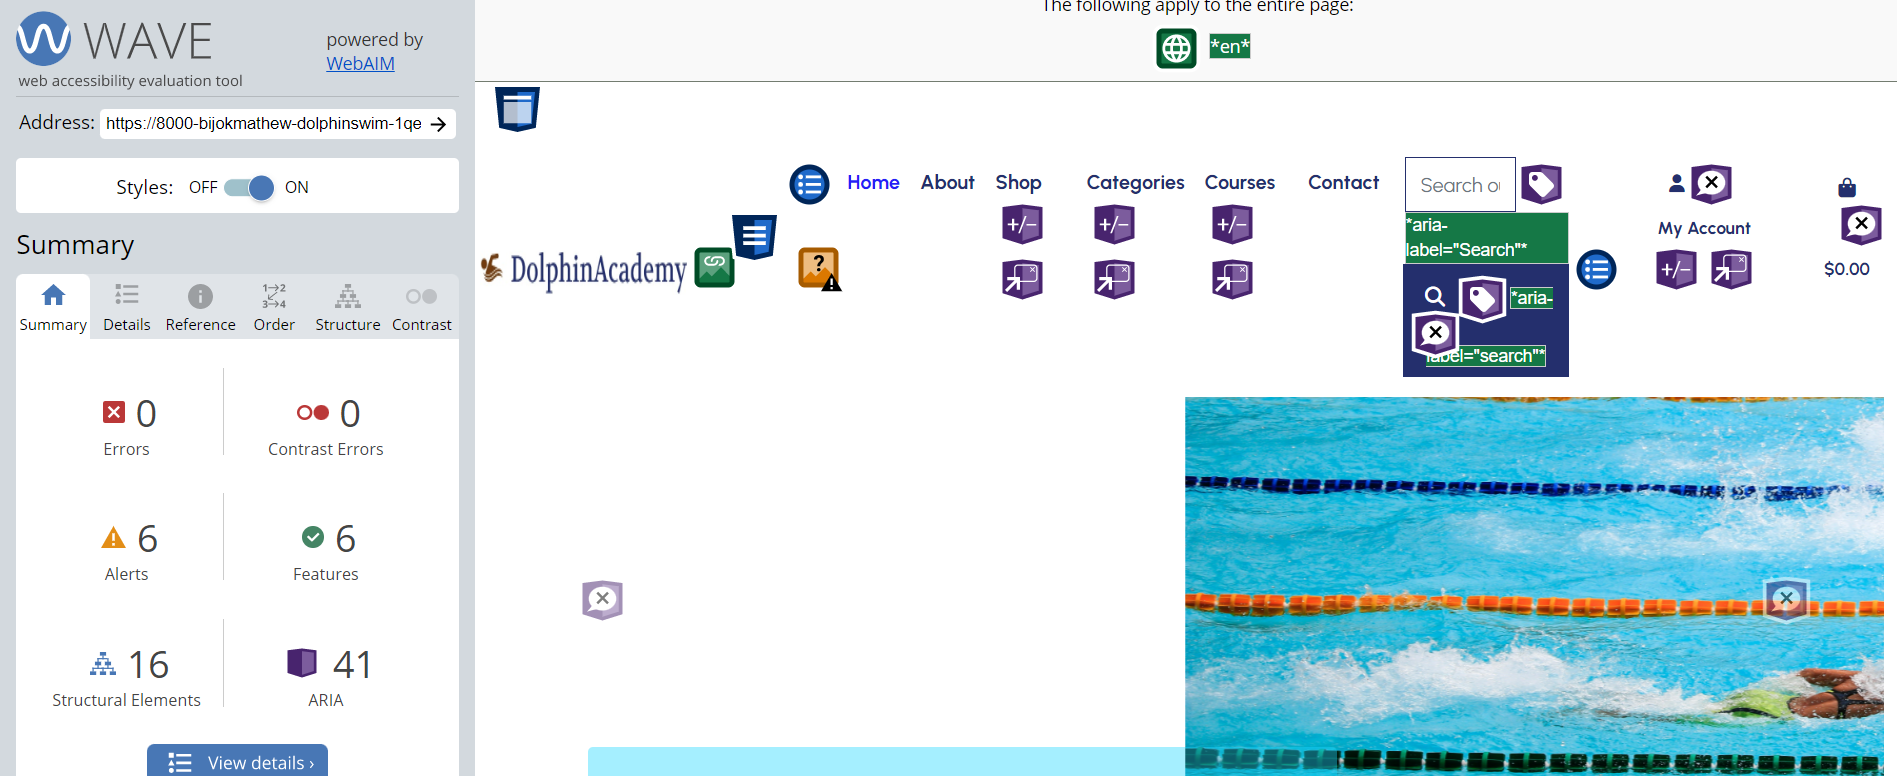 WAVE
web accessibility evaluation tool
powered by
WebAIM
Address: https://8000-bijokmathew-dolphinswim-1qe
Styles: OFF ON
Summary
Summary Details Reference Order Structure Contrast
0
Errors
0
Contrast Errors
6
Alerts
6
Features
16
Structural Elements
41
ARIA
View details ›
The following apply to the entire page:
*en*
Home About Shop Categories Courses Contact
Search ou
*aria-
label="Search"*
*aria-
label="search"*
My Account
$0.00
DolphinAcademy
+/-
+/-
+/-
+/-